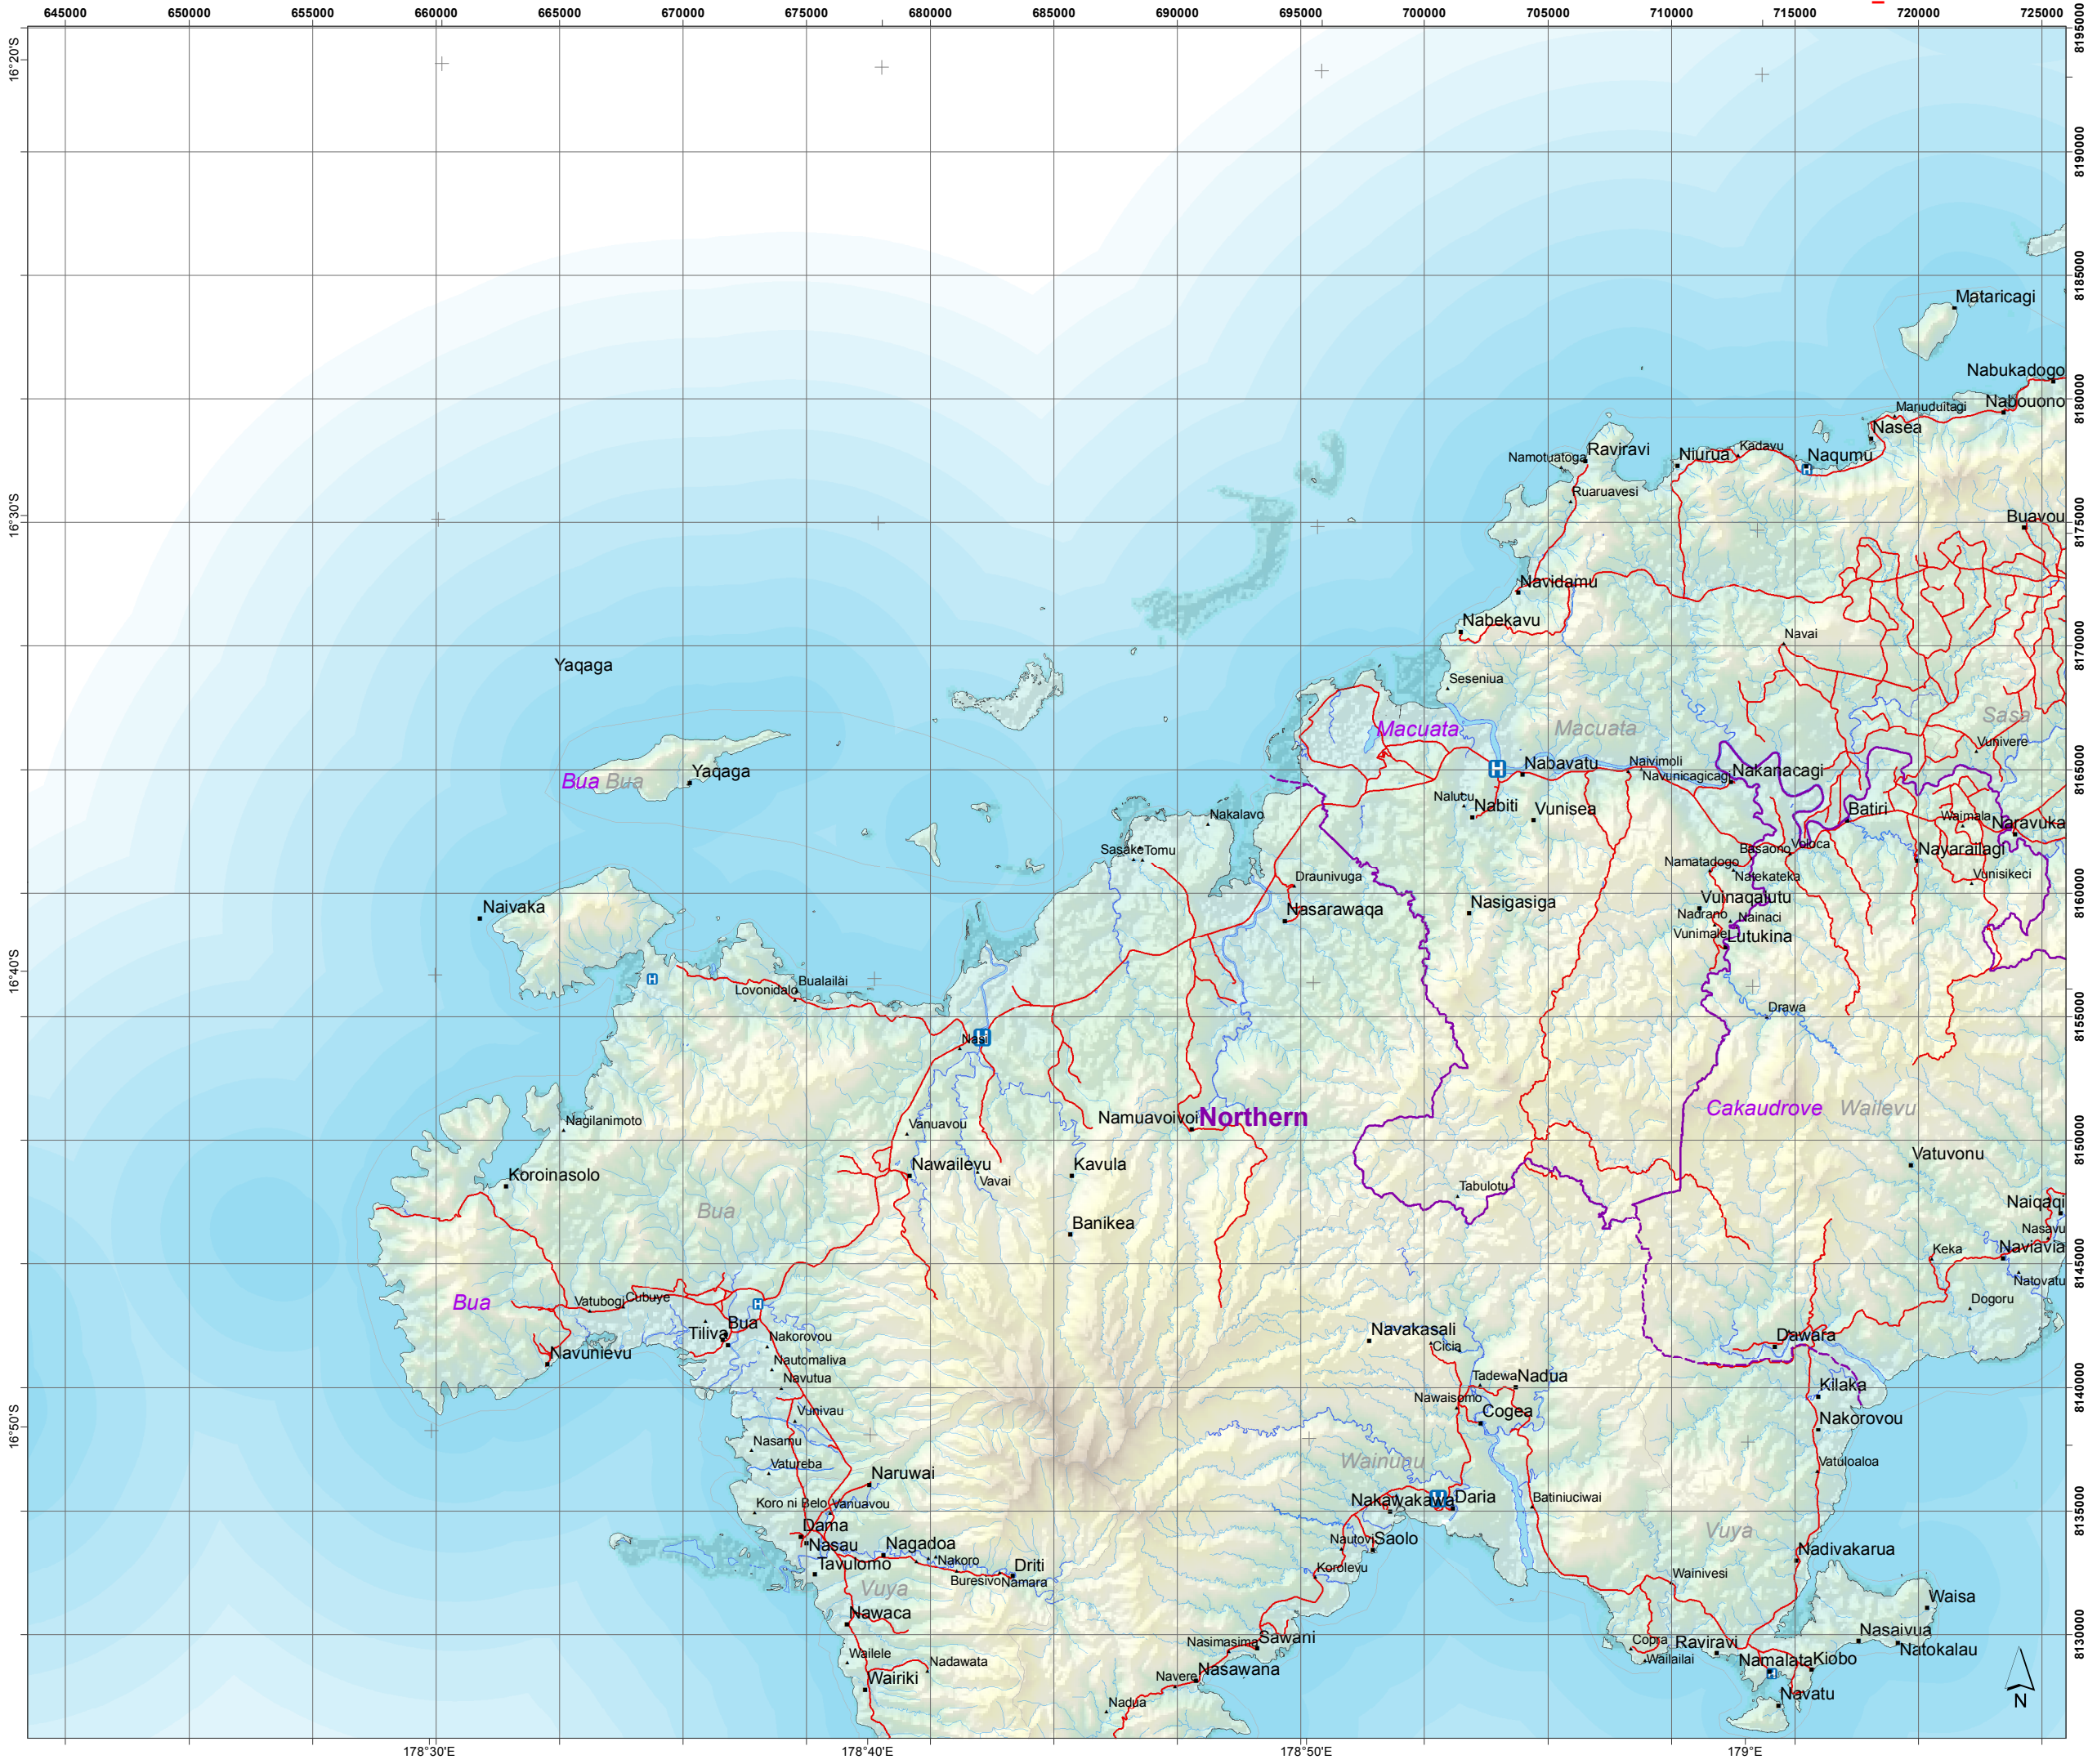 645000 650000 655000 660000 665000 670000 675000 680000 685000 690000 695000 700000 705000 710000 715000 720000 725000
8195000
16°20'S
8190000
8185000
Mataricagi
Nabukadogo
8180000
Nabouono
Manuduitagi
Nasea
Raviravi
Kadavu
Namotuatoga
Niurua
Naqumu
Ruaruavesi
8175000
16°30'S
Buavou
Navidamu
Nabekavu
Navai
8170000
Yaqaga
Seseniua
Sasa
Macuata
Macuata
Vunivere
Nabavatu
Naivimoli
Nakanacagi
Yaqaga
Navunicagicagi
8165000
Bua
Bua
Nalutu
Nabiti
Vunisea
Batiri
Waimala
Nakalavo
Naravuka
Sasake
Tomu
Basaono
Voloca
Nayarailagi
Namatadogo
Draunivuga
Natekateka
Vunisikeci
8160000
Naivaka
Nasarawaqa
Nasigasiga
Vuinaqalutu
Nadrano
Nainaci
Vunimale
Lutukina
16°40'S
Bualailai
Lovonidalo
Drawa
8155000
Nasi
Cakaudrove
Wailevu
Nagilanimoto
Vanuavou
Namuavoivoi
Northern
8150000
Vatuvonu
Koroinasolo
Nawailevu
Kavula
Vavai
Tabulotu
Naiqaqi
Bua
Banikea
Nasavu
Keka
Naviavia
8145000
Natovatu
Bua
Vatubogi
Cubuye
Dogoru
Tiliva
Bua
Nakorovou
Navakasali
Cicia
Dawara
Navunievu
Nautomaliva
Navutua
Tadewa
Nadua
8140000
Kilaka
Nawaisomo
Cogea
Vunivau
Nakorovou
16°50'S
Nasamu
Wainunu
Vatureba
Naruwai
Vatuloaloa
Koro ni Belo
Vanuavou
Nakawakawa
Daria
Batiniuciwai
8135000
Dama
Vuya
Nasau
Nagadoa
Nautovi
Saolo
Nadivakarua
Tavulomo
Nakoro
Driti
Korolevu
Buresivo
Namara
Wainivesi
Vuya
Waisa
Nawaca
Nasaivua
8130000
Nasimasima
Sawani
Copra
Raviravi
Natokalau
Wailele
Nadawata
Wailailai
Namalata
Kiobo
Wairiki
Navere
Nasawana
Navatu
Nadua
N
178°30'E 178°40'E 178°50'E 179°E